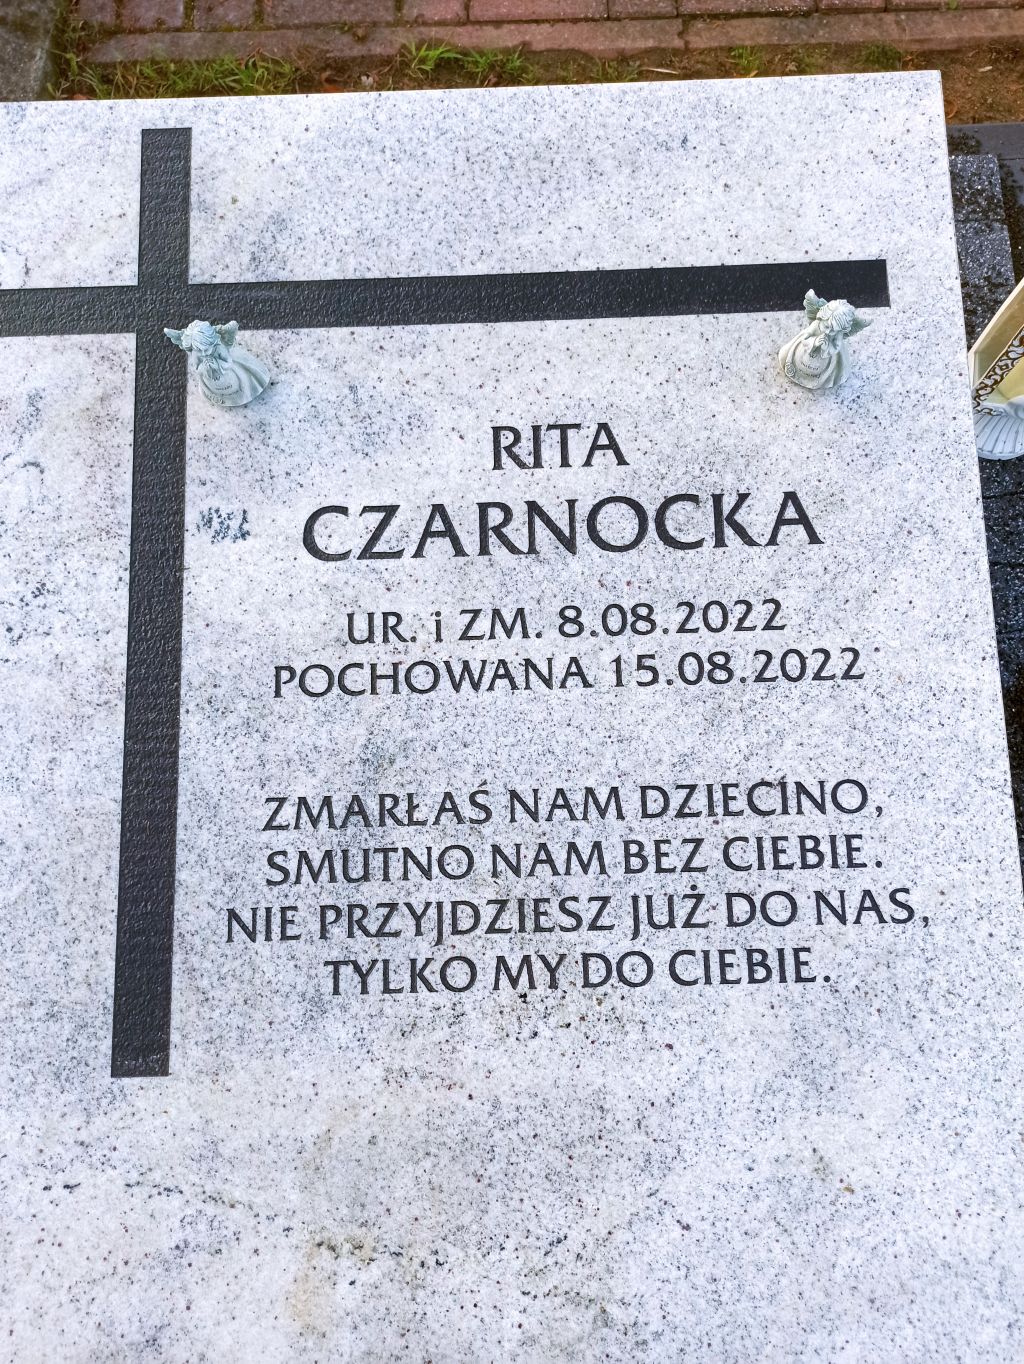 RITA
CZARNOCKA
UR. i ZM. 8.08.2022
POCHOWANA 15.08.2022
ZMARŁAŚ NAM DZIECINO,
SMUTNO NAM BEZ CIEBIE.
NIE PRZYJDZIESZ JUŻ DO NAS,
TYLKO MY DO CIEBIE.